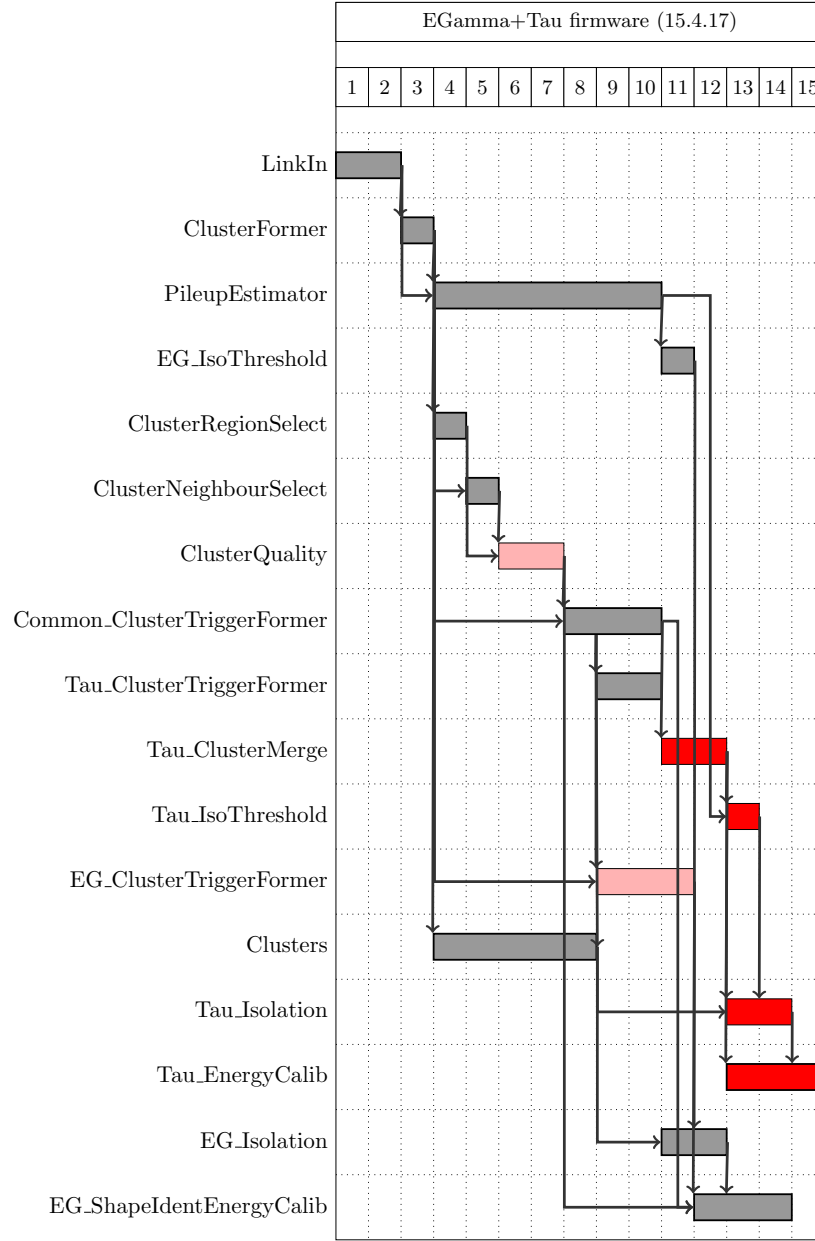 EGamma+Tau firmware (15.4.17)
1 2 3 4 5 6 7 8 9 10 11 12 13 14 15
LinkIn
ClusterFormer
PileupEstimator
EG_IsoThreshold
ClusterRegionSelect
ClusterNeighbourSelect
ClusterQuality
Common_ClusterTriggerFormer
Tau_ClusterTriggerFormer
Tau_ClusterMerge
Tau_IsoThreshold
EG_ClusterTriggerFormer
Clusters
Tau_Isolation
Tau_EnergyCalib
EG_Isolation
EG_ShapeIdentEnergyCalib